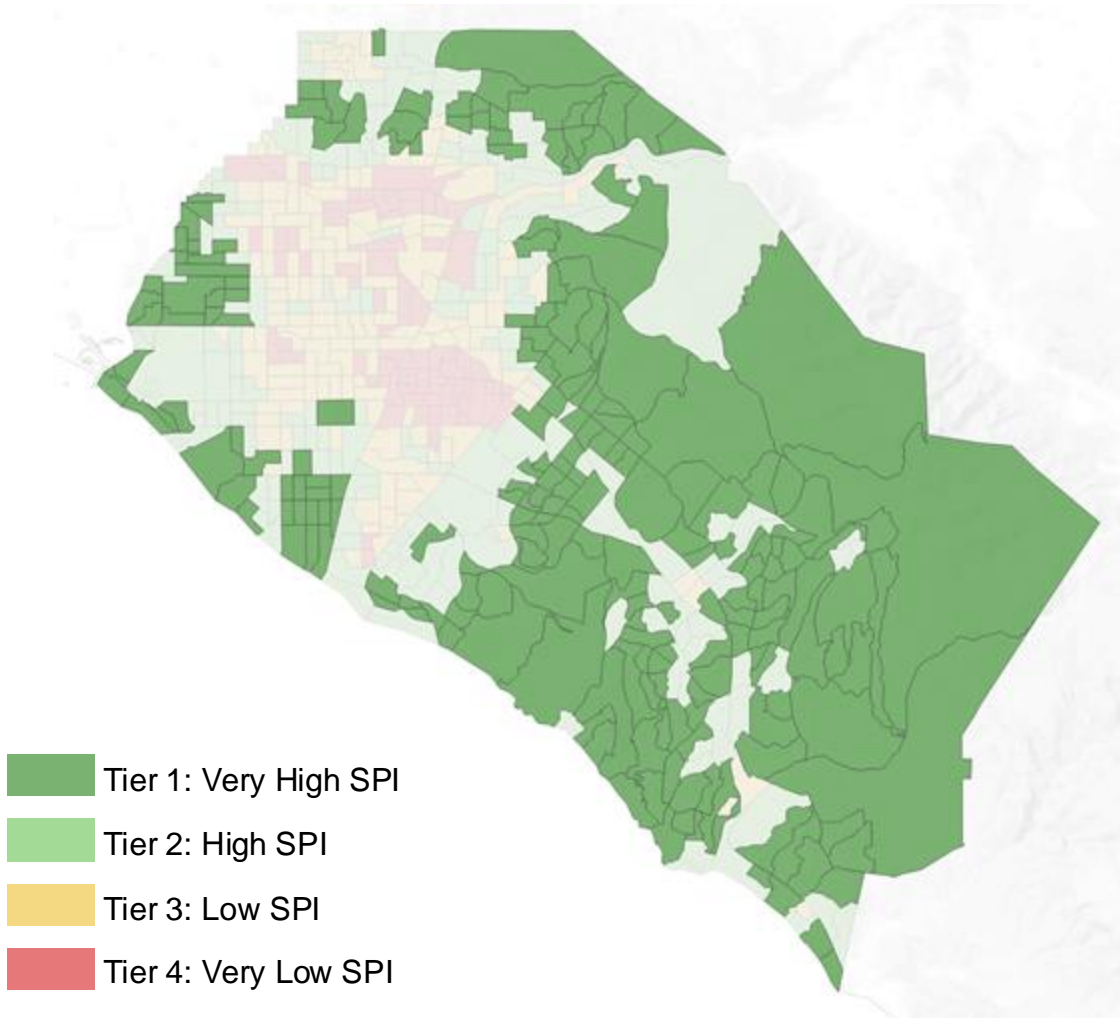 Tier 1: Very High SPI
Tier 2: High SPI
Tier 3: Low SPI
Tier 4: Very Low SPI